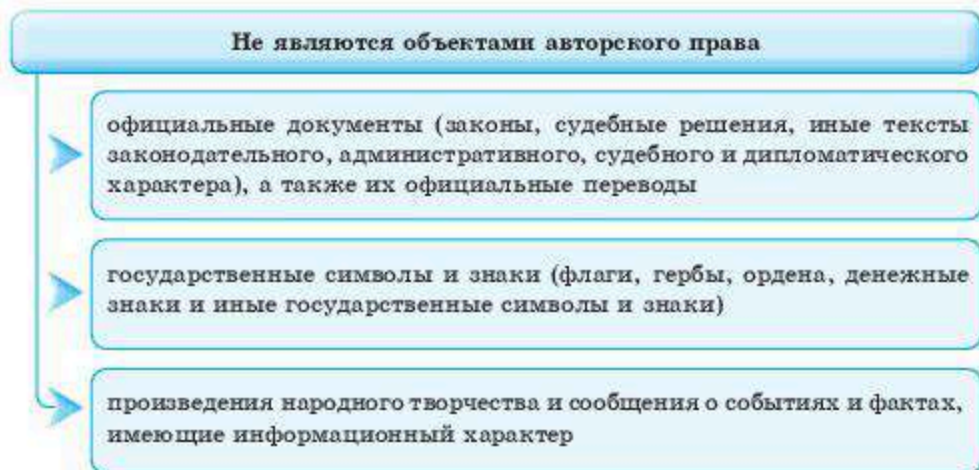 Не являются объектами авторского права
официальные документы (законы, судебные решения, иные тексты
законодательного, административного, судебного и дипломатического
характера), а также их официальные переводы
государственные символы и знаки (флаги, гербы, ордена, денежные
знаки и иные государственные символы и знаки)
произведения народного творчества и сообщения о событиях и фактах,
имеющие информационный характер